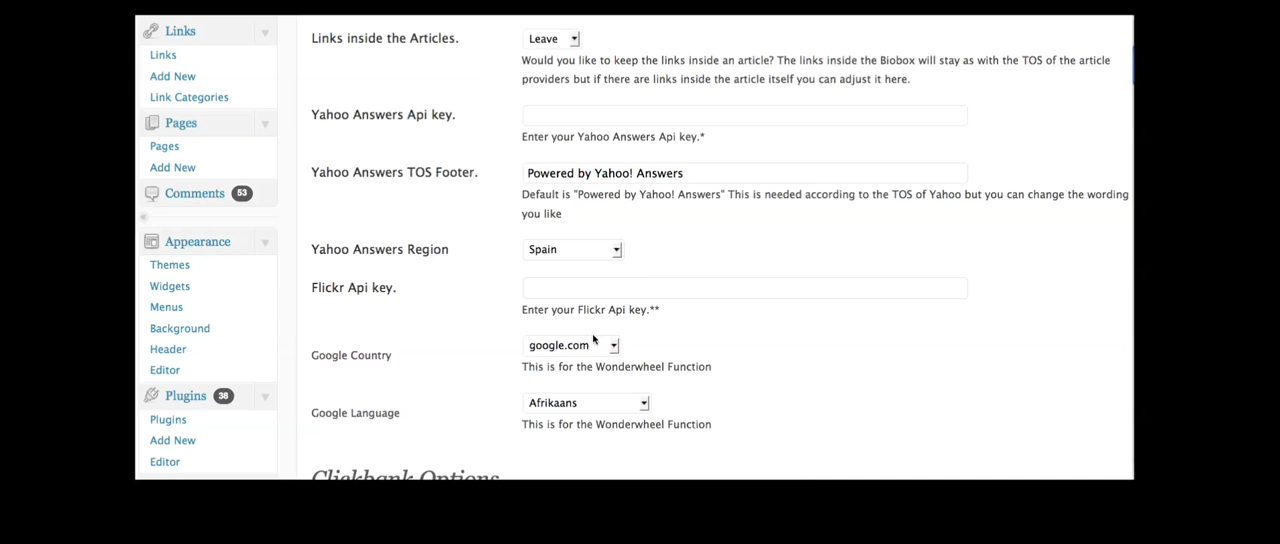 Links
Links
Add New
Link Categories
Pages
Pages
Add New
Comments 53
Appearance
Themes
Widgets
Menus
Background
Header
Editor
Plugins 38
Plugins
Add New
Editor
Links inside the Articles.
Leave
Would you like to keep the links inside an article? The links inside the Biobox will stay as with the TOS of the article
providers but if there are links inside the article itself you can adjust it here.
Yahoo Answers Api key.
Enter your Yahoo Answers Api key.*
Yahoo Answers TOS Footer.
Powered by Yahoo! Answers
Default is "Powered by Yahoo! Answers" This is needed according to the TOS of Yahoo but you can change the wording
you like
Yahoo Answers Region
Spain
Flickr Api key.
Enter your Flickr Api key.**
Google Country
google.com
This is for the Wonderwheel Function
Google Language
Afrikaans
This is for the Wonderwheel Function
Clickbank Options